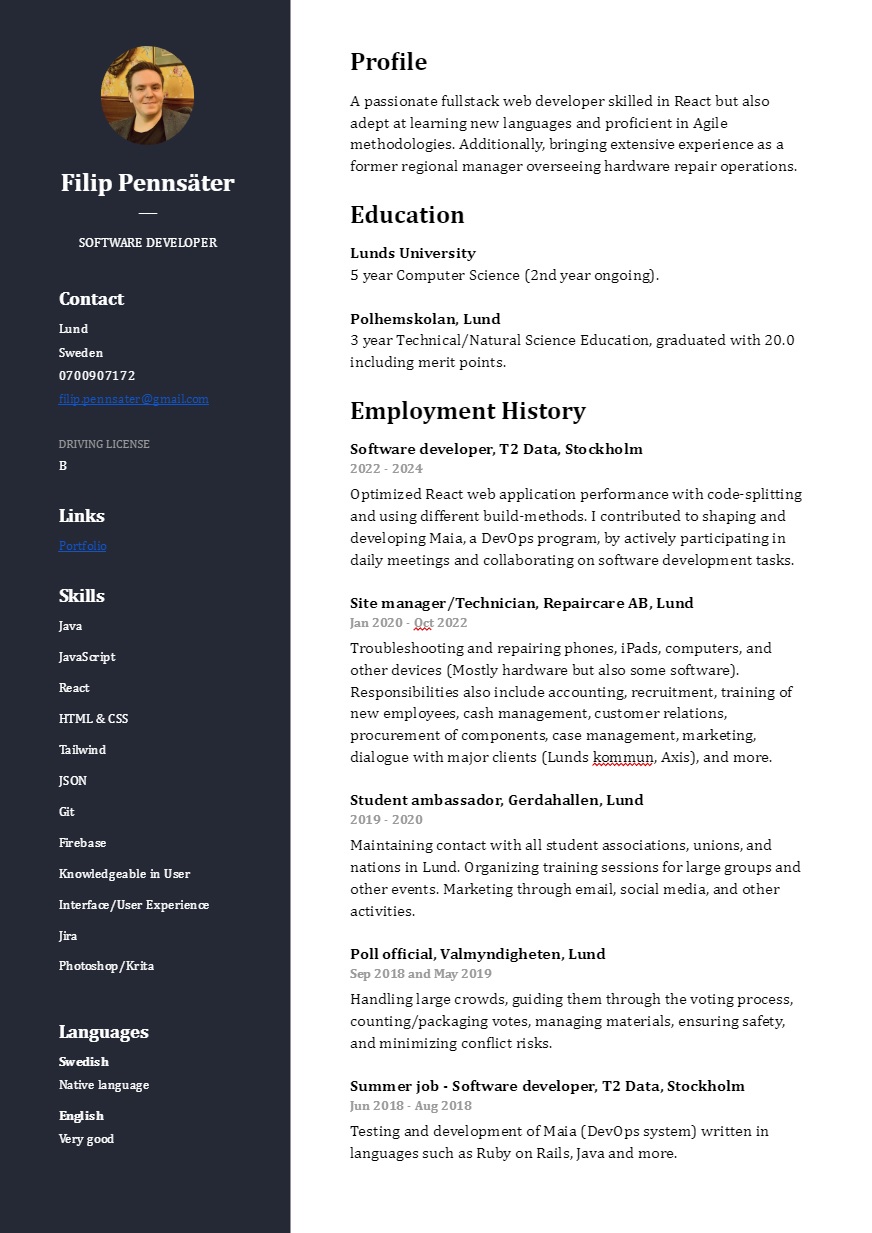 Filip Pennsäter
SOFTWARE DEVELOPER
Contact
Lund
Sweden
0700907172
filip.pennsater@gmail.com
DRIVING LICENSE
B
Links
Portfolio
Skills
Java
JavaScript
React
HTML & CSS
Tailwind
JSON
Git
Firebase
Knowledgeable in User
Interface/User Experience
Jira
Photoshop/Krita
Languages
Swedish
Native language
English
Very good
Profile
A passionate fullstack web developer skilled in React but also
adept at learning new languages and proficient in Agile
methodologies. Additionally, bringing extensive experience as a
former regional manager overseeing hardware repair operations.
Education
Lunds University
5 year Computer Science (2nd year ongoing).
Polhemskolan, Lund
3 year Technical/Natural Science Education, graduated with 20.0
including merit points.
Employment History
Software developer, T2 Data, Stockholm
2022 - 2024
Optimized React web application performance with code-splitting
and using different build-methods. I contributed to shaping and
developing Maia, a DevOps program, by actively participating in
daily meetings and collaborating on software development tasks.
Site manager/Technician, Repaircare AB, Lund
Jan 2020 - Oct 2022
Troubleshooting and repairing phones, iPads, computers, and
other devices (Mostly hardware but also some software).
Responsibilities also include accounting, recruitment, training of
new employees, cash management, customer relations,
procurement of components, case management, marketing,
dialogue with major clients (Lunds kommun, Axis), and more.
Student ambassador, Gerdahallen, Lund
2019 - 2020
Maintaining contact with all student associations, unions, and
nations in Lund. Organizing training sessions for large groups and
other events. Marketing through email, social media, and other
activities.
Poll official, Valmyndigheten, Lund
Sep 2018 and May 2019
Handling large crowds, guiding them through the voting process,
counting/packaging votes, managing materials, ensuring safety,
and minimizing conflict risks.
Summer job - Software developer, T2 Data, Stockholm
Jun 2018 - Aug 2018
Testing and development of Maia (DevOps system) written in
languages such as Ruby on Rails, Java and more.